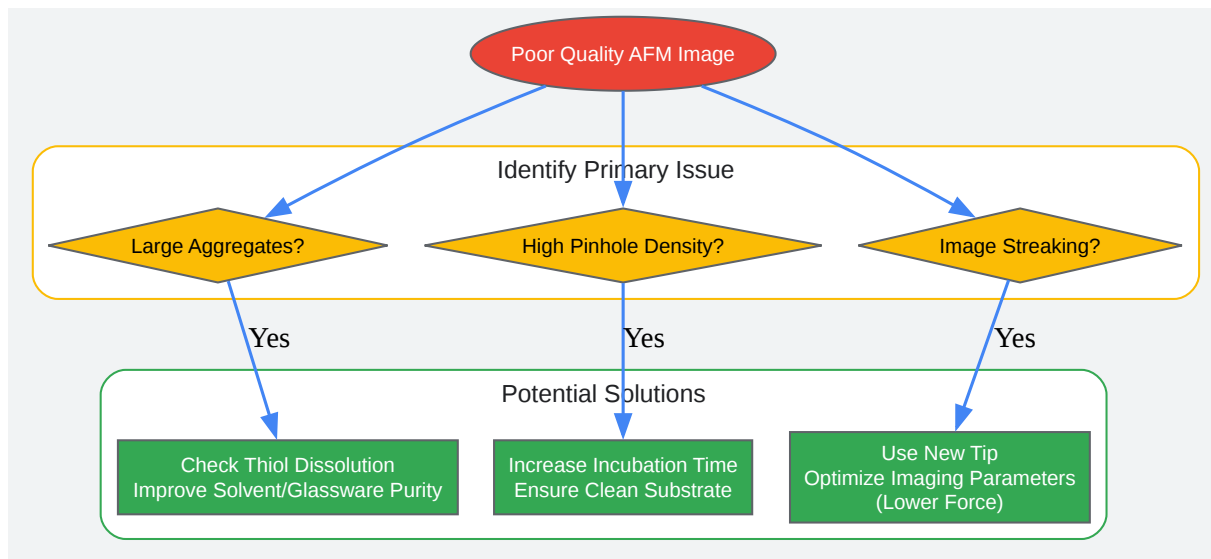 Poor Quality AFM Image
Identify Primary Issue
Large Aggregates?
High Pinhole Density?
Image Streaking?
Yes
Yes
Yes
Potential Solutions
Check Thiol Dissolution
Improve Solvent/Glassware Purity
Increase Incubation Time
Ensure Clean Substrate
Use New Tip
Optimize Imaging Parameters
(Lower Force)